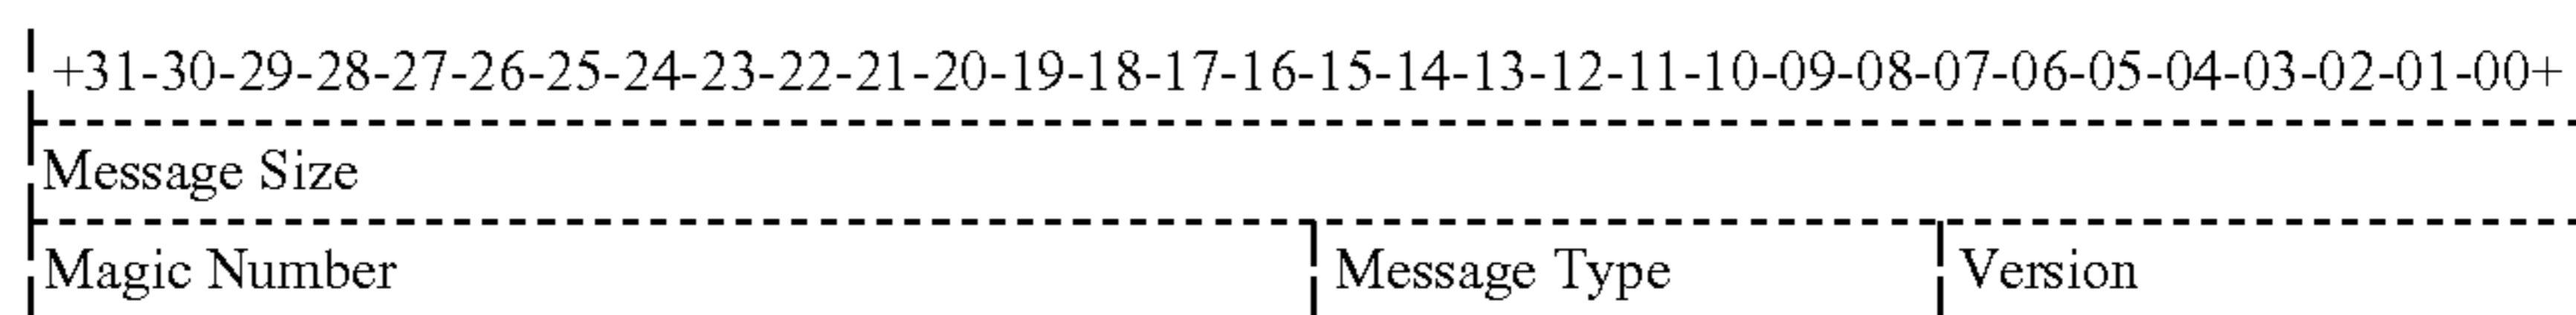 +31-30-29-28-27-26-25-24-23-22-21-20-19-18-17-16-15-14-13-12-11-10-09-08-07-06-05-04-03-02-01-00+
Message Size
Magic Number Message Type Version